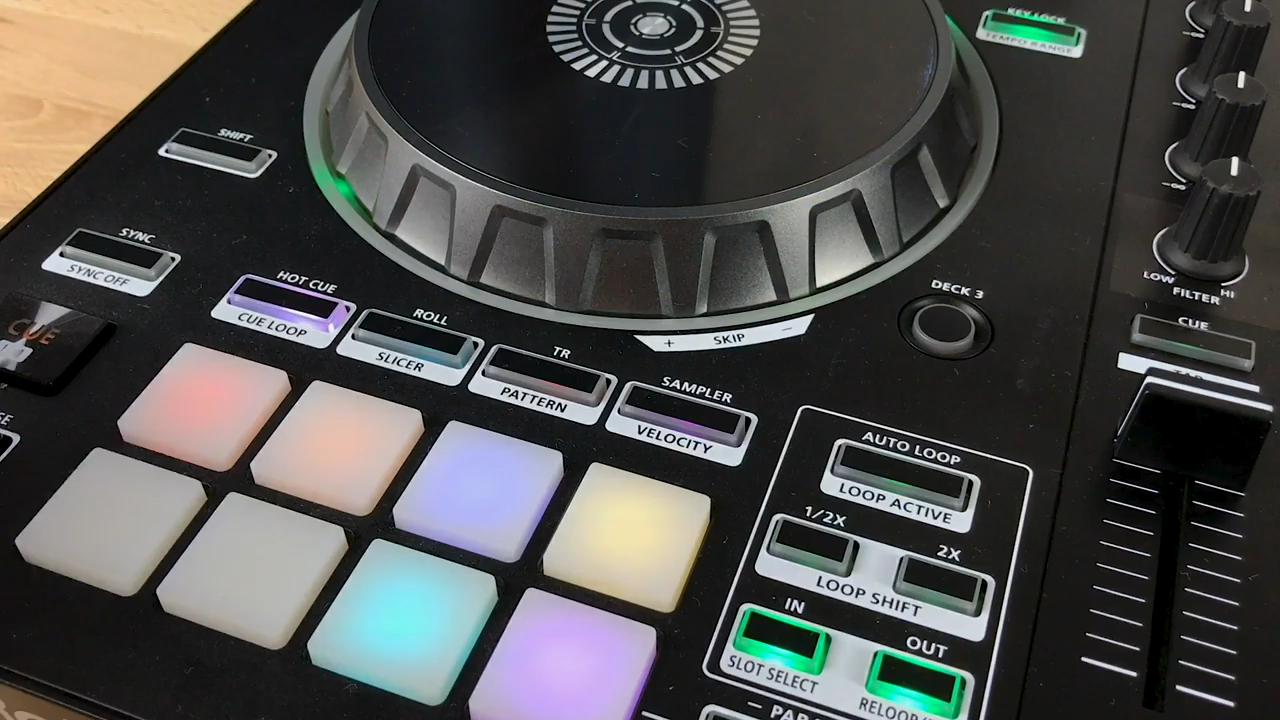 KEY LOCK
TEMPO RANGE
SHIFT
SYNC
SYNC OFF
CUE
HOT CUE
CUE LOOP
ROLL
SLICER
TR
PATTERN
SAMPLER
VELOCITY
+ SKIP −
DECK 3
-∞
-∞
-∞
LOW HI
FILTER
CUE
AUTO LOOP
LOOP ACTIVE
1/2X
2X
LOOP SHIFT
IN
OUT
SLOT SELECT